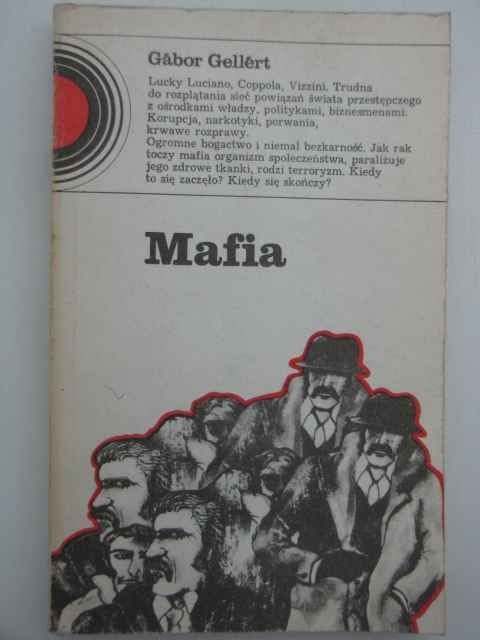 Gábor Gellért
Lucky Luciano, Coppola, Vizzini. Trudna
do rozplątania sieć powiązań świata przestępczego
z ośrodkami władzy, politykami, biznesmenami.
Korupcja, narkotyki, porwania,
krwawe rozprawy.
Ogromne bogactwo i niemal bezkarność. Jak rak
toczy mafia organizm społeczeństwa, paraliżuje
jego zdrowe tkanki, rodzi terroryzm. Kiedy
to się zaczęło? Kiedy się skończy?
Mafia